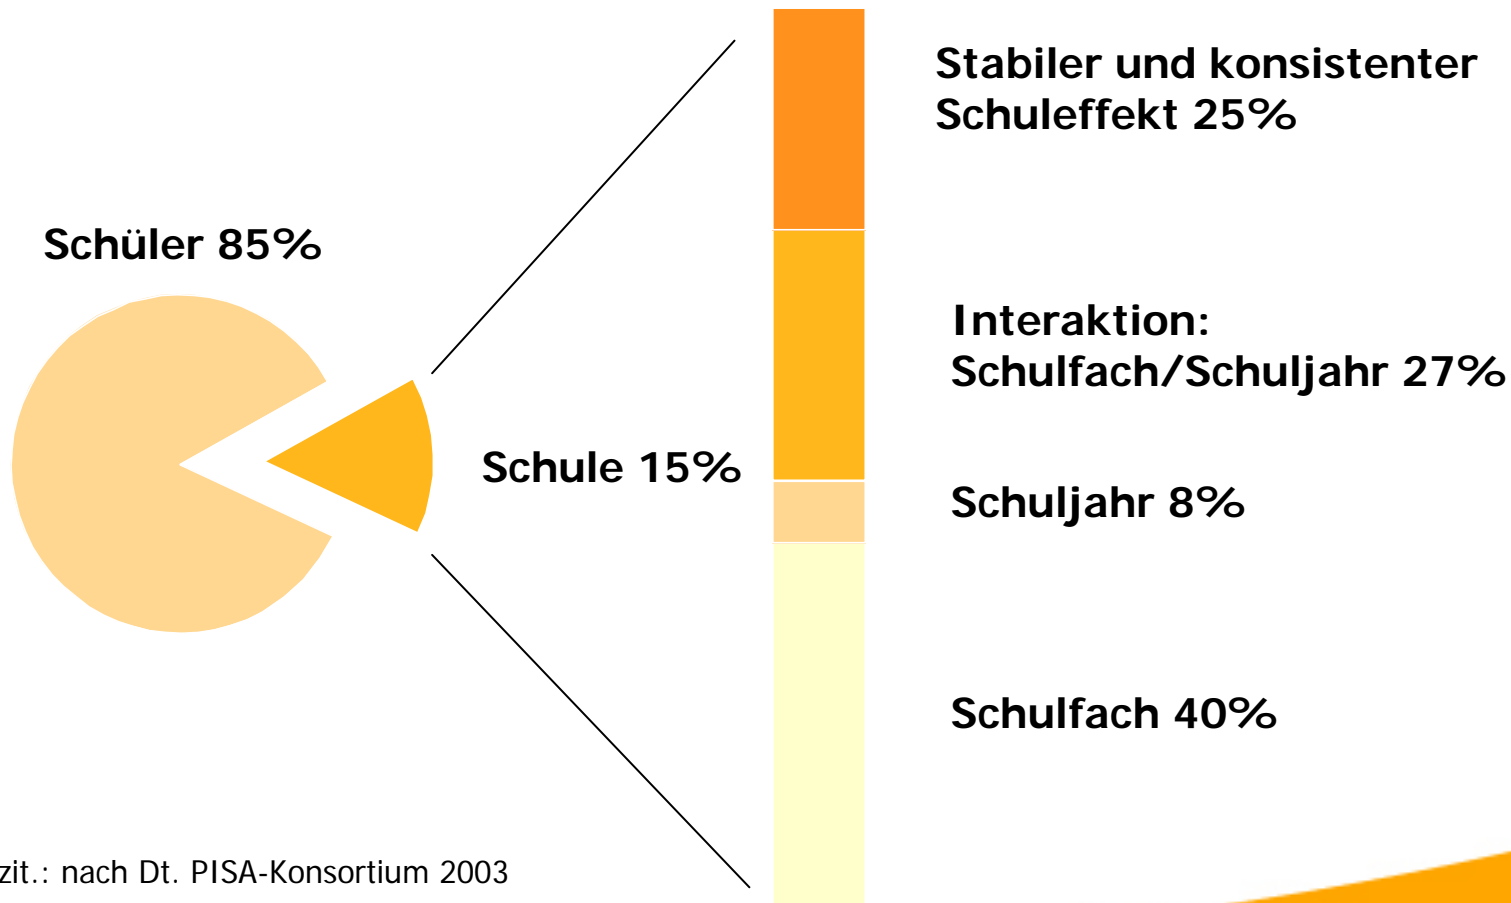 Stabiler und konsistenter
Schuleffekt 25%
Schüler 85%
Interaktion:
Schulfach/Schuljahr 27%
Schule 15%
Schuljahr 8%
Schulfach 40%
zit.: nach Dt. PISA-Konsortium 2003